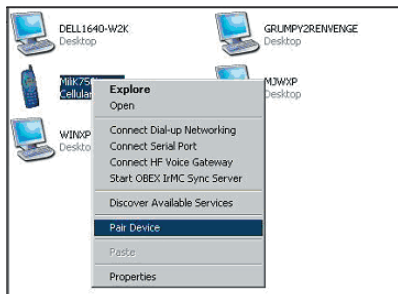 DELL1640-W2K
Desktop
GRUMPY2RENVENGE
Desktop
MilK750
Cellular
MJWXP
Desktop
WINXP
Deskto
Explore
Open
Connect Dial-up Networking
Connect Serial Port
Connect HF Voice Gateway
Start OBEX IrMC Sync Server
Discover Available Services
Pair Device
Paste
Properties